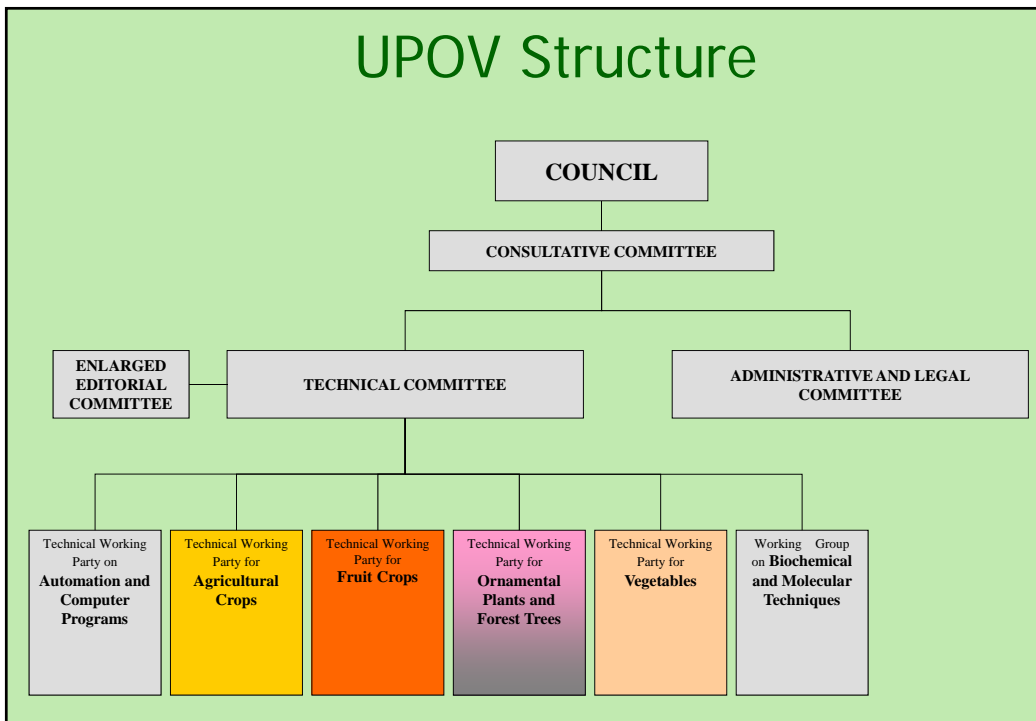 UPOV Structure
COUNCIL
CONSULTATIVE COMMITTEE
ENLARGED
EDITORIAL
COMMITTEE
TECHNICAL COMMITTEE
ADMINISTRATIVE AND LEGAL
COMMITTEE
Technical Working
Party on
Automation and
Computer
Programs
Technical Working
Party for
Agricultural
Crops
Technical Working
Party for
Fruit Crops
Technical Working
Party for
Ornamental
Plants and
Forest Trees
Technical Working
Party for
Vegetables
Working Group
on Biochemical
and Molecular
Techniques